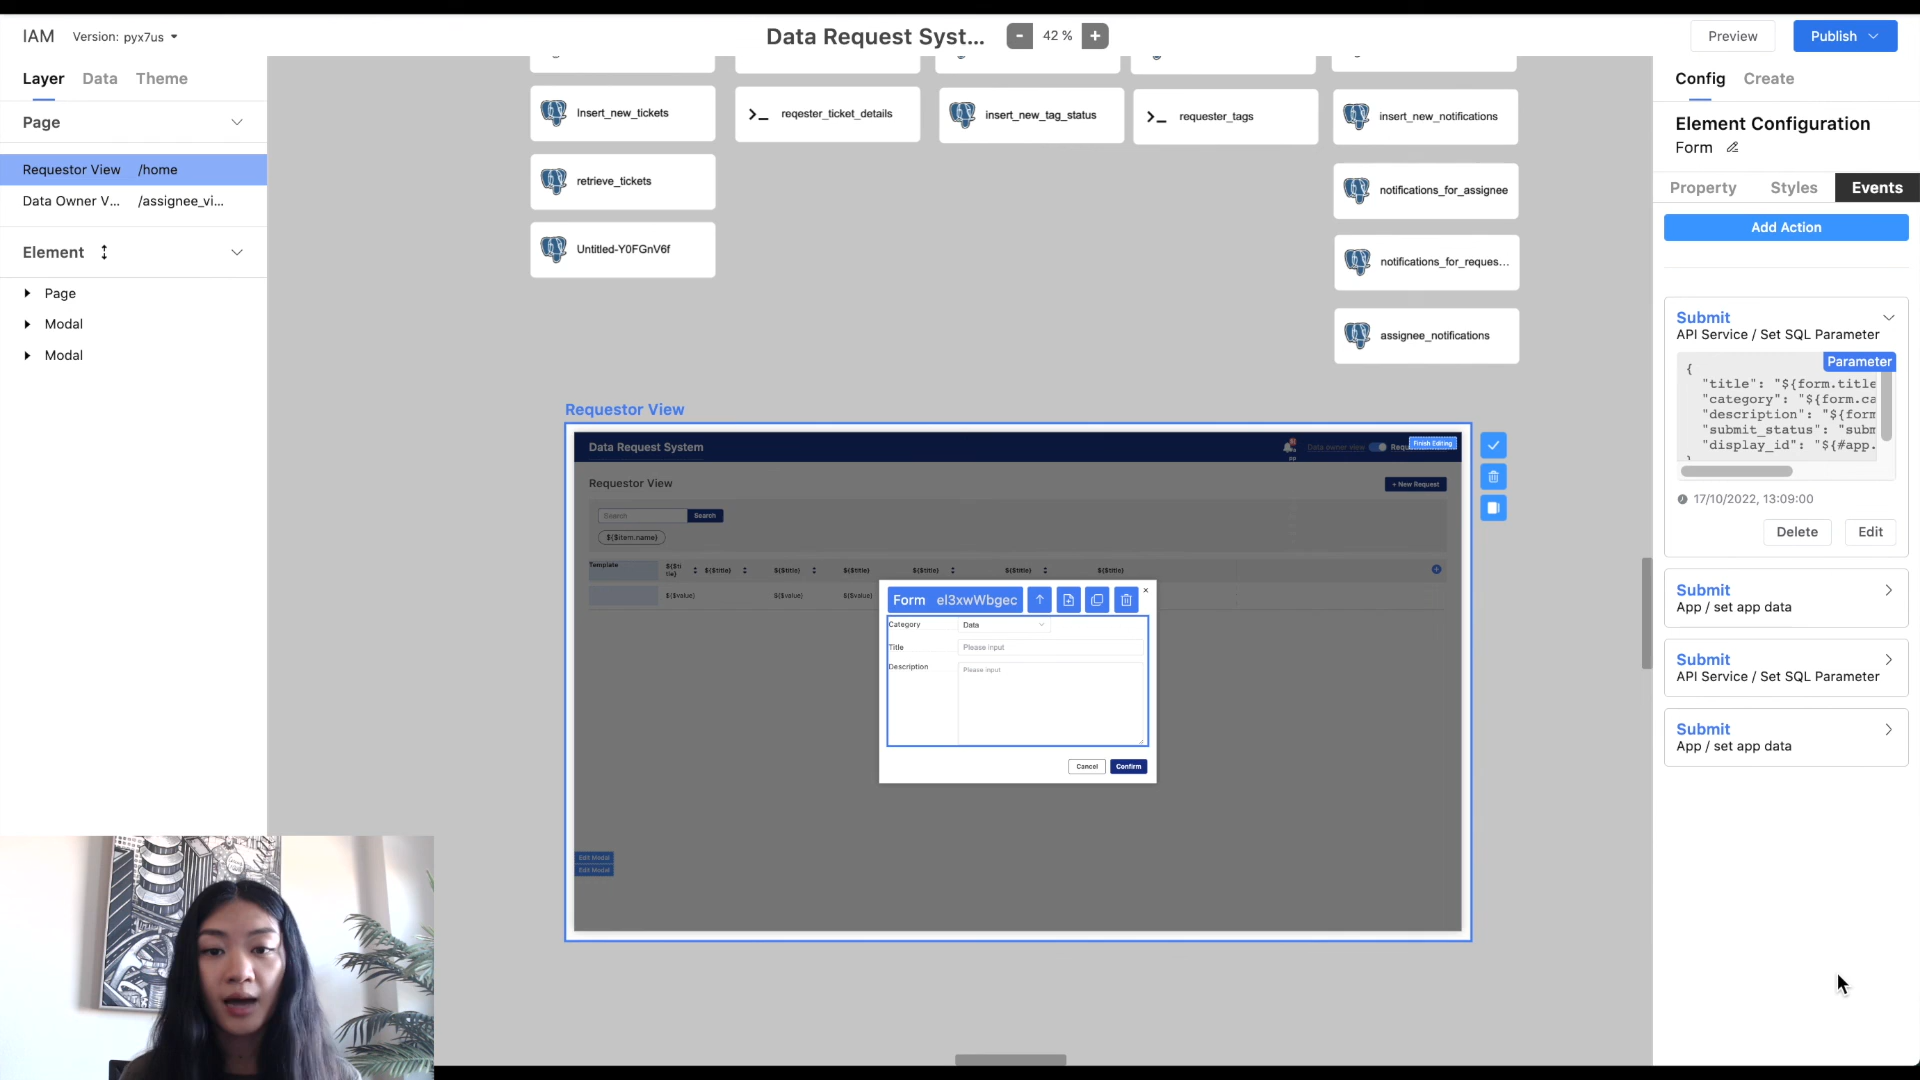 IAM Version: pyx7us
Data Request Syst... - 42 % +
Preview Publish
Layer Data Theme
Page
Requestor View /home
Data Owner V... /assignee_vi...
Element
Page
Modal
Modal
Insert_new_tickets
reqester_ticket_details
insert_new_tag_status
requester_tags
insert_new_notifications
retrieve_tickets
notifications_for_assignee
Untitled-Y0FGnV6f
notifications_for_reques...
assignee_notifications
Requestor View
Data Request System
Data owner view Requ
Finish Editing
Requestor View
+ New Request
Search Search
${$item.name}
Template ${$ti ${$title} ${$title} ${$title} ${$title} ${$title} ${$title}
tle}
${$value} ${$value} ${$value}
Form el3xwWbgec
Category Data
Title Please input
Description Please input
Cancel Confirm
Edit Modal
Edit Modal
Config Create
Element Configuration
Form
Property Styles Events
Add Action
Submit
API Service / Set SQL Parameter
Parameter
{
"title": "${form.title
"category": "${form.ca
"description": "${form
"submit_status": "subm
"display_id": "${#app.
17/10/2022, 13:09:00
Delete Edit
Submit
App / set app data
Submit
API Service / Set SQL Parameter
Submit
App / set app data